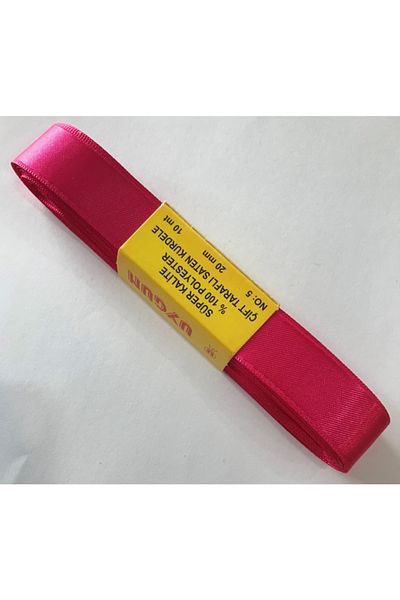 UYGUN
SÜPER KALİTE
% 100 POLYESTER
ÇİFT TARAFLI SATEN KURDELE
No: 5 20 mm 10 mt